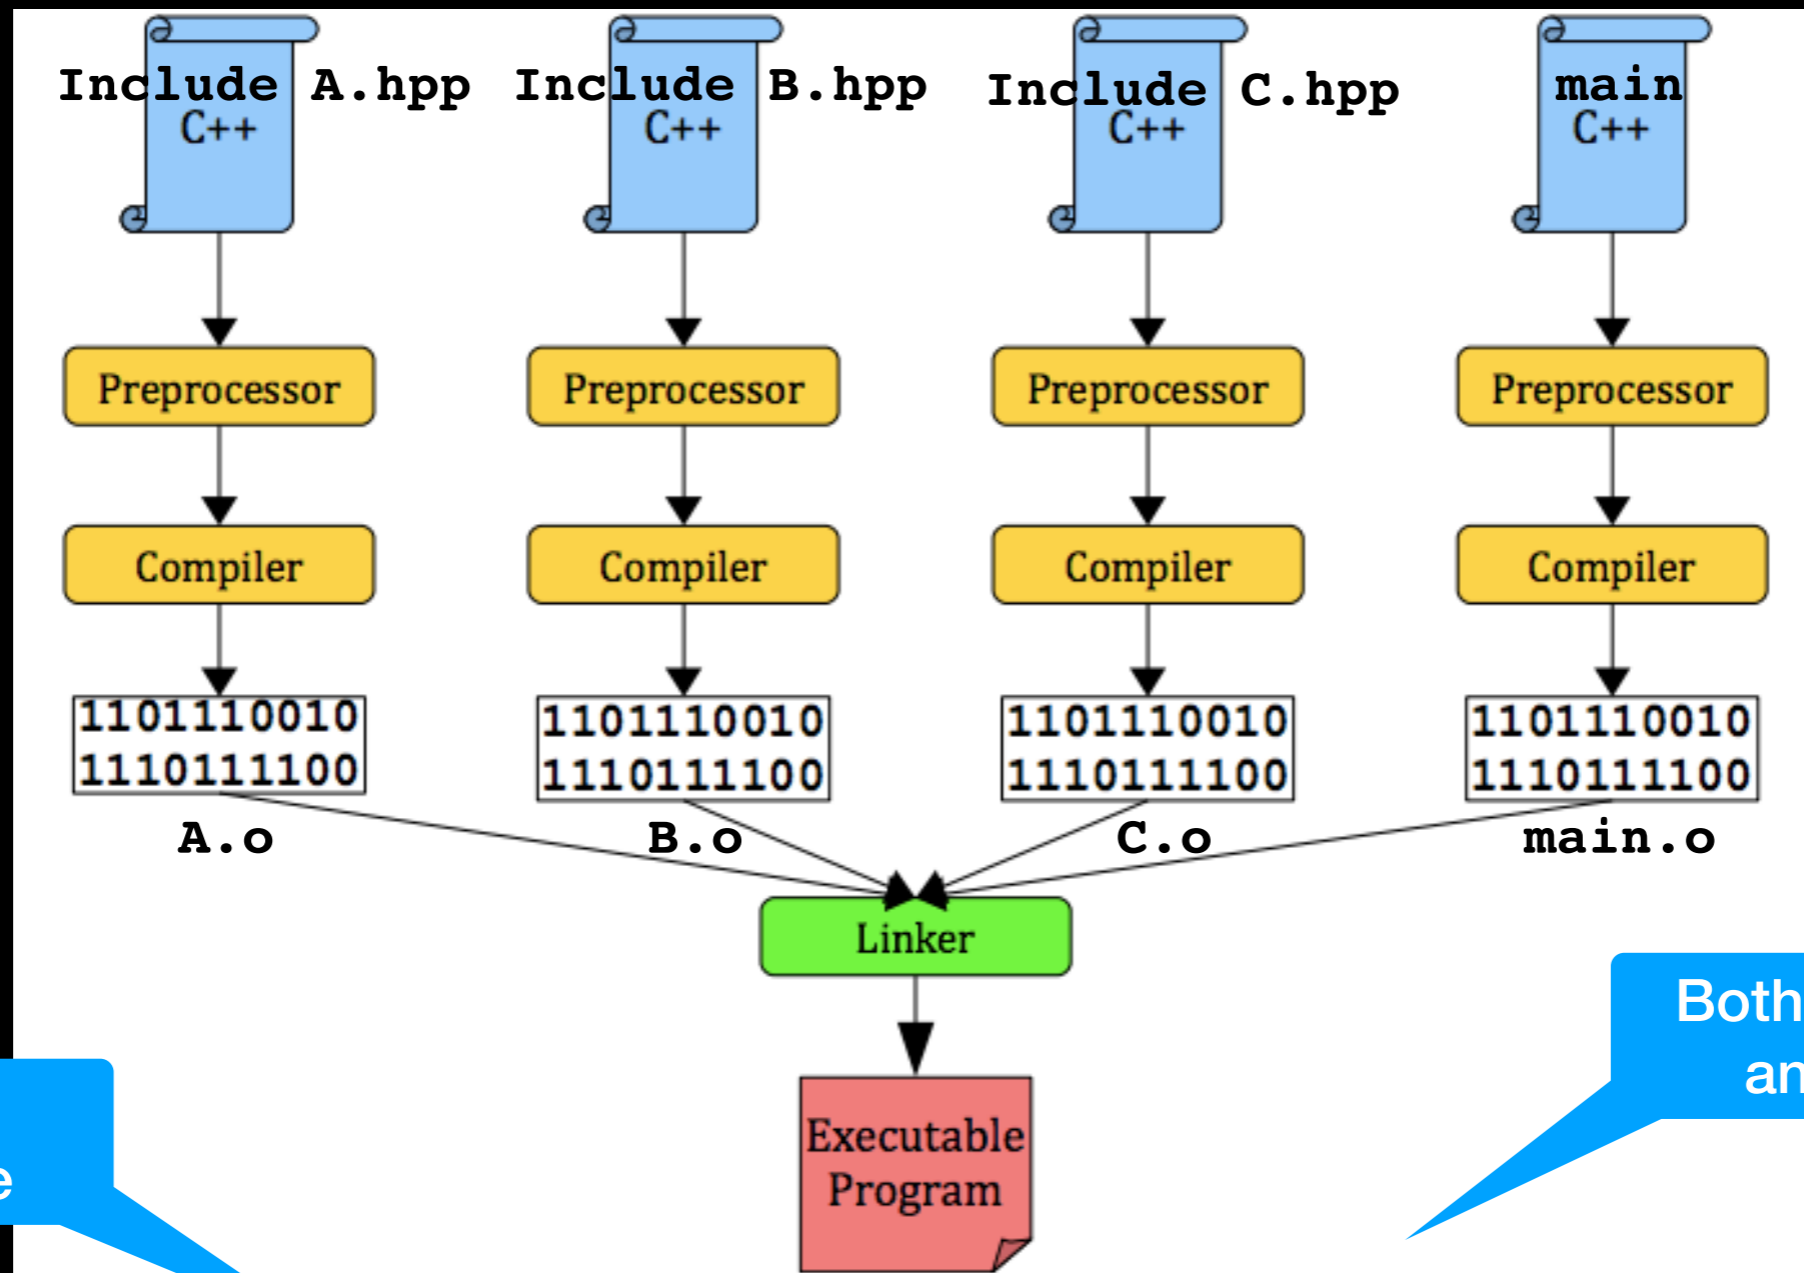 Include A.hpp
C++
Include B.hpp
C++
Include C.hpp
C++
main
C++
Preprocessor
Preprocessor
Preprocessor
Preprocessor
Compiler
Compiler
Compiler
Compiler
1101110010
1110111100
1101110010
1110111100
1101110010
1110111100
1101110010
1110111100
A.o
B.o
C.o
main.o
Linker
Both
Executable
Program